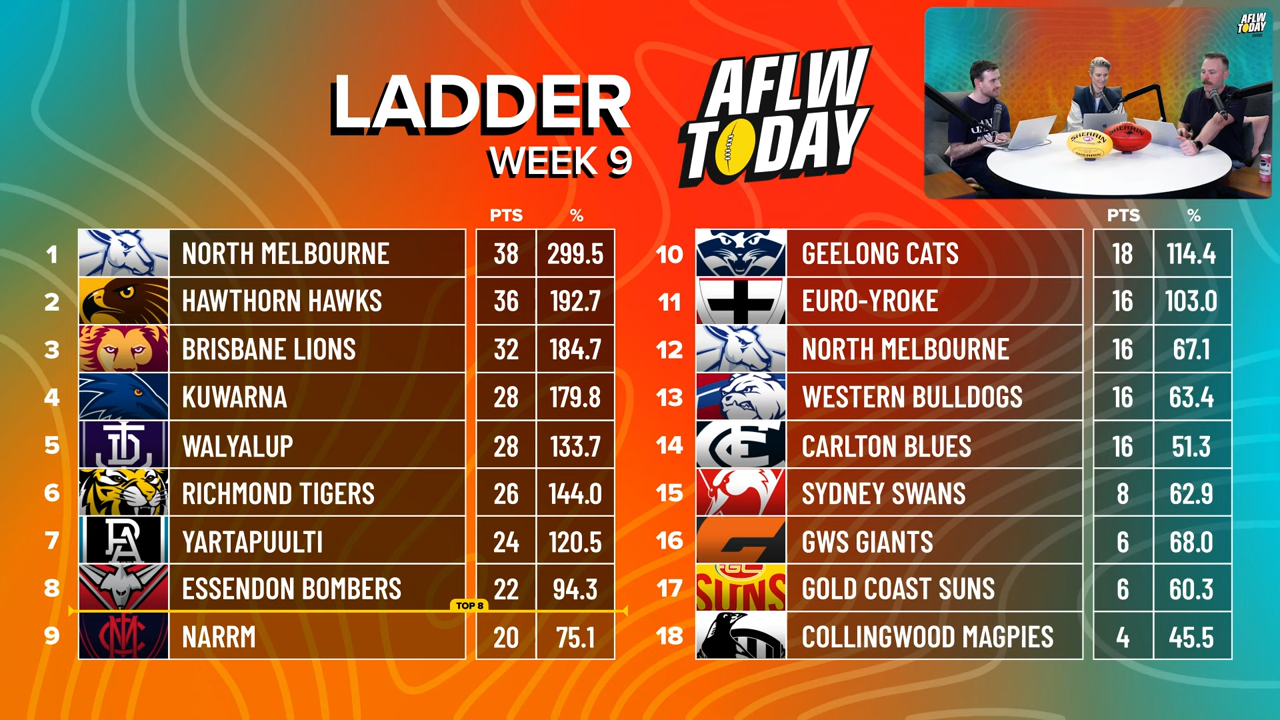 LADDER
WEEK 9
AFLW
TODAY
AFLW
TODAY
SHERRIN
SHERRIN
PTS %
1 NORTH MELBOURNE 38 299.5
2 HAWTHORN HAWKS 36 192.7
3 BRISBANE LIONS 32 184.7
4 KUWARNA 28 179.8
5 WALYALUP 28 133.7
6 RICHMOND TIGERS 26 144.0
7 YARTAPUULTI 24 120.5
8 ESSENDON BOMBERS 22 94.3
TOP 8
9 NARRM 20 75.1
PTS %
10 GEELONG CATS 18 114.4
11 EURO-YROKE 16 103.0
12 NORTH MELBOURNE 16 67.1
13 WESTERN BULLDOGS 16 63.4
14 CARLTON BLUES 16 51.3
15 SYDNEY SWANS 8 62.9
16 GWS GIANTS 6 68.0
GC
SUNS
17 GOLD COAST SUNS 6 60.3
18 COLLINGWOOD MAGPIES 4 45.5